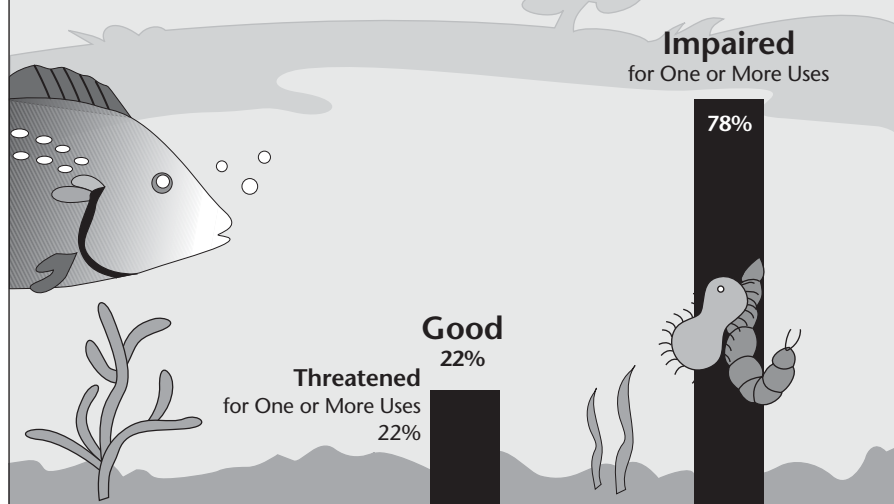 Impaired
for One or More Uses
78%
Good
22%
Threatened
for One or More Uses
22%